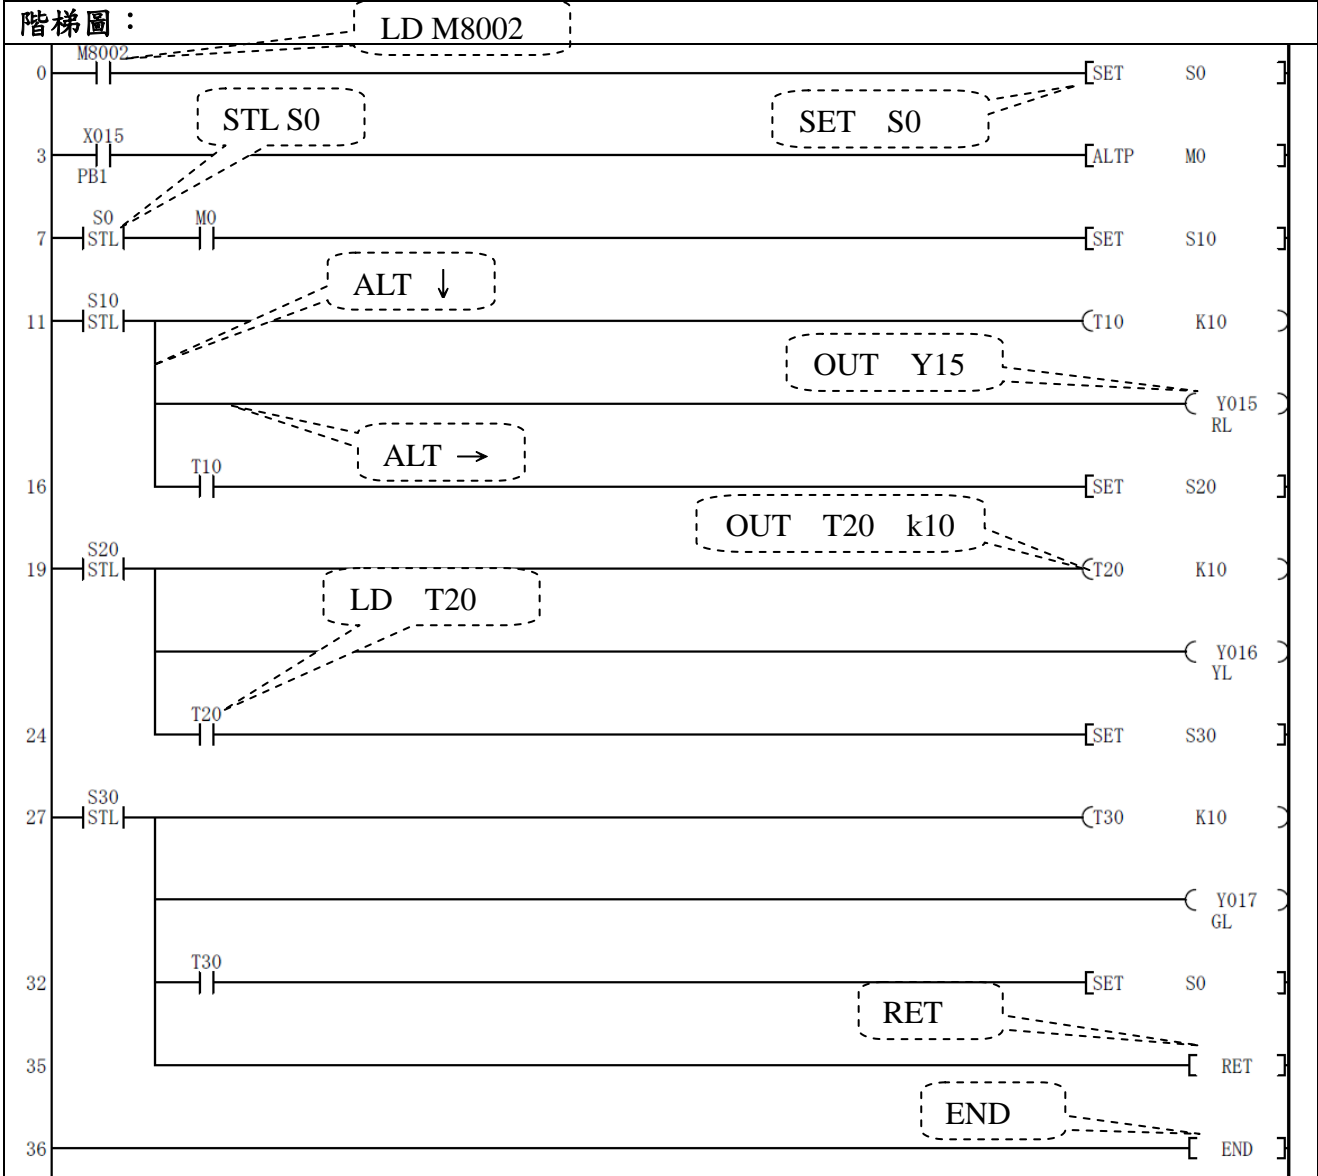 階梯圖：
LD M8002
M8002
0 SET S0
STL S0
SET S0
X015
3 ALTP M0
PB1
S0 M0
7 STL SET S10
ALT ↓
S10
11 STL T10 K10
OUT Y15
Y015
RL
ALT →
T10
16 SET S20
OUT T20 k10
S20
19 STL T20 K10
LD T20
Y016
YL
T20
24 SET S30
S30
27 STL T30 K10
Y017
GL
T30
32 SET S0
RET
35 RET
END
36 END